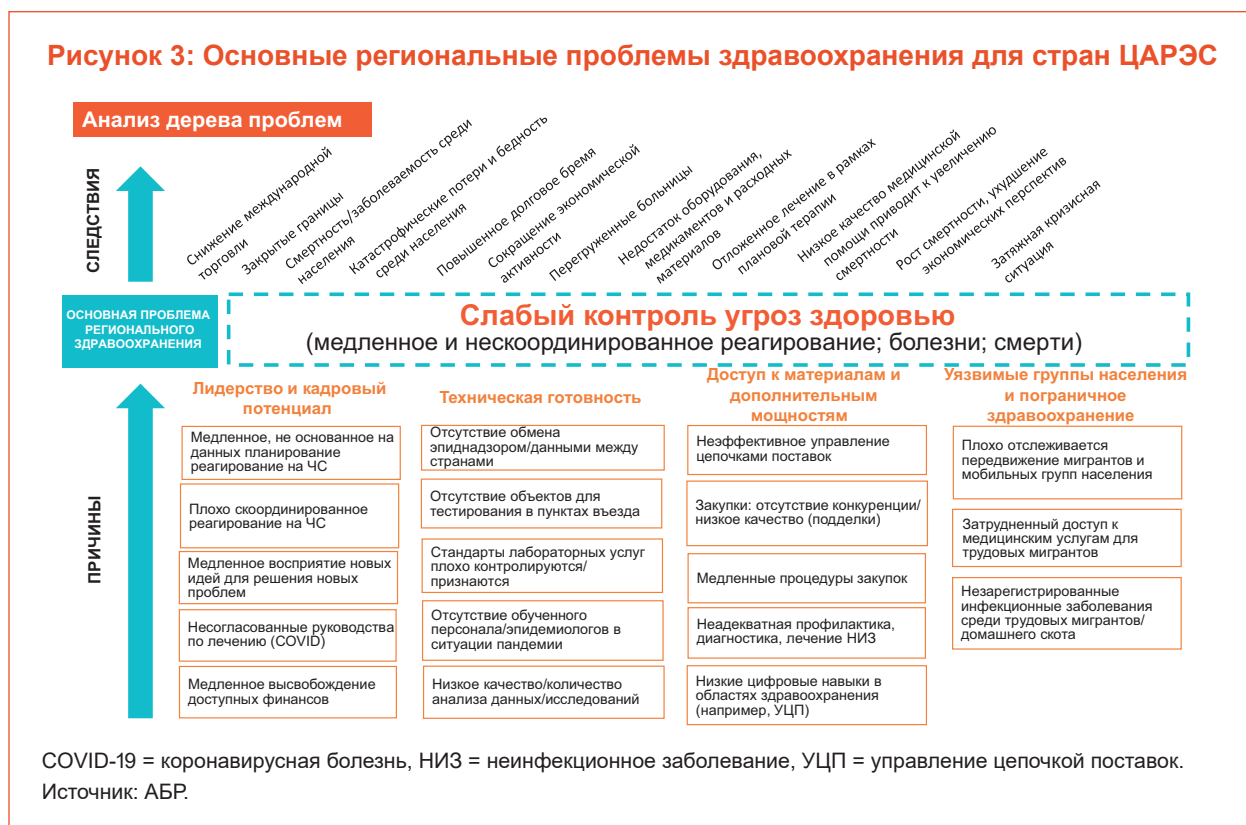 Рисунок 3: Основные региональные проблемы здравоохранения для стран ЦАРЭС
Анализ дерева проблем
СЛЕДСТВИЯ
Снижение международной
торговли
Закрытые границы
Смертность/заболеваемость среди
населения
Катастрофические потери и бедность
среди населения
Повышенное долговое бремя
Сокращение экономической
активности
Перегруженные больницы
Недостаток оборудования,
медикаментов и расходных
материалов
Отложенное лечение в рамках
плановой терапии
Низкое качество медицинской
помощи приводит к увеличению
смертности
Рост смертности, ухудшение
экономических перспектив
Затяжная кризисная
ситуация
ОСНОВНАЯ ПРОБЛЕМА
РЕГИОНАЛЬНОГО
ЗДРАВООХРАНЕНИЯ
Слабый контроль угроз здоровью
(медленное и нескоординированное реагирование; болезни; смерти)
ПРИЧИНЫ
Лидерство и кадровый
потенциал
Медленное, не основанное на
данных планирование
реагирование на ЧС
Плохо скоординированное
реагирование на ЧС
Медленное восприятие новых
идей для решения новых
проблем
Несогласованные руководства
по лечению (COVID)
Медленное высвобождение
доступных финансов
Техническая готовность
Отсутствие обмена
эпиднадзором/данными между
странами
Отсутствие объектов для
тестирования в пунктах въезда
Стандарты лабораторных услуг
плохо контролируются/
признаются
Отсутствие обученного
персонала/эпидемиологов в
ситуации пандемии
Низкое качество/количество
анализа данных/исследований
Доступ к материалам и
дополнительным
мощностям
Неэффективное управление
цепочками поставок
Закупки: отсутствие конкуренции/
низкое качество (подделки)
Медленные процедуры закупок
Неадекватная профилактика,
диагностика, лечение НИЗ
Низкие цифровые навыки в
областях здравоохранения
(например, УЦП)
Уязвимые группы населения
и пограничное
здравоохранение
Плохо отслеживается
передвижение мигрантов и
мобильных групп населения
Затрудненный доступ к
медицинским услугам для
трудовых мигрантов
Незарегистрированные
инфекционные заболевания
среди трудовых мигрантов/
домашнего скота
COVID-19 = коронавирусная болезнь, НИЗ = неинфекционное заболевание, УЦП = управление цепочкой поставок.
Источник: АБР.